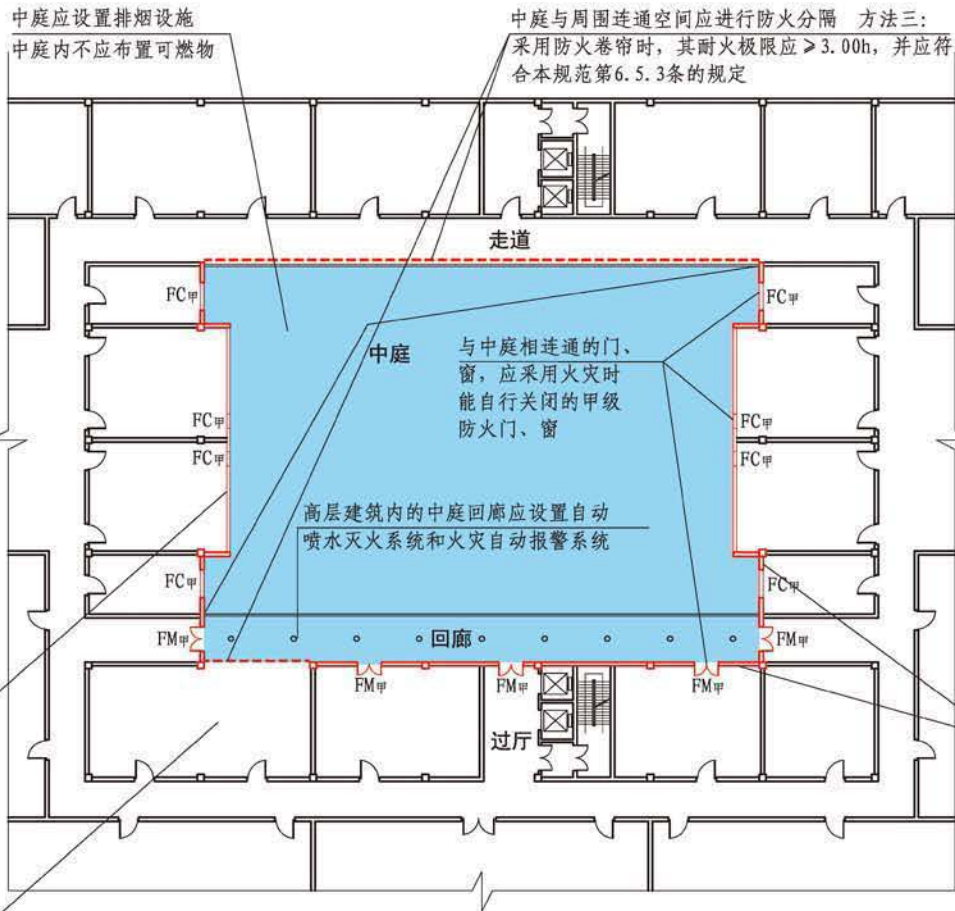 中庭应设置排烟设施
中庭内不应布置可燃物
中庭与周围连通空间应进行防火分隔 方法三:
采用防火卷帘时,其耐火极限应≥3.00h,并应符
合本规范第6.5.3条的规定
走道
FC甲
FC甲
中庭
与中庭相连通的门、
窗,应采用火灾时
能自行关闭的甲级
防火门、窗
FC甲
FC甲
FC甲
FC甲
高层建筑内的中庭回廊应设置自动
喷水灭火系统和火灾自动报警系统
FC甲
FC甲
FM甲
回廊
FM甲
FM甲
FM甲
FM甲
过厅